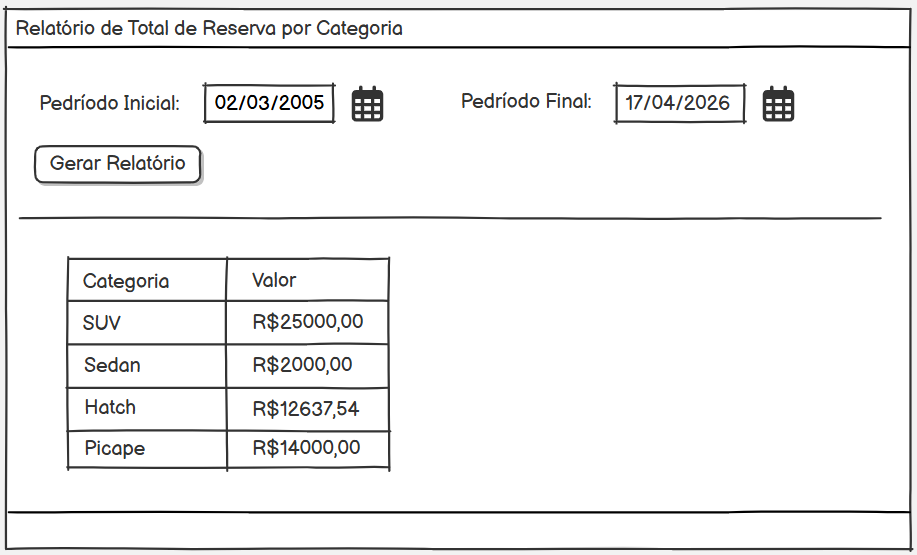 Relatório de Total de Reserva por Categoria
Pedríodo Inicial: 02/03/2005 Pedríodo Final: 17/04/2026
Gerar Relatório
Categoria Valor
SUV R$25000,00
Sedan R$2000,00
Hatch R$12637,54
Picape R$14000,00